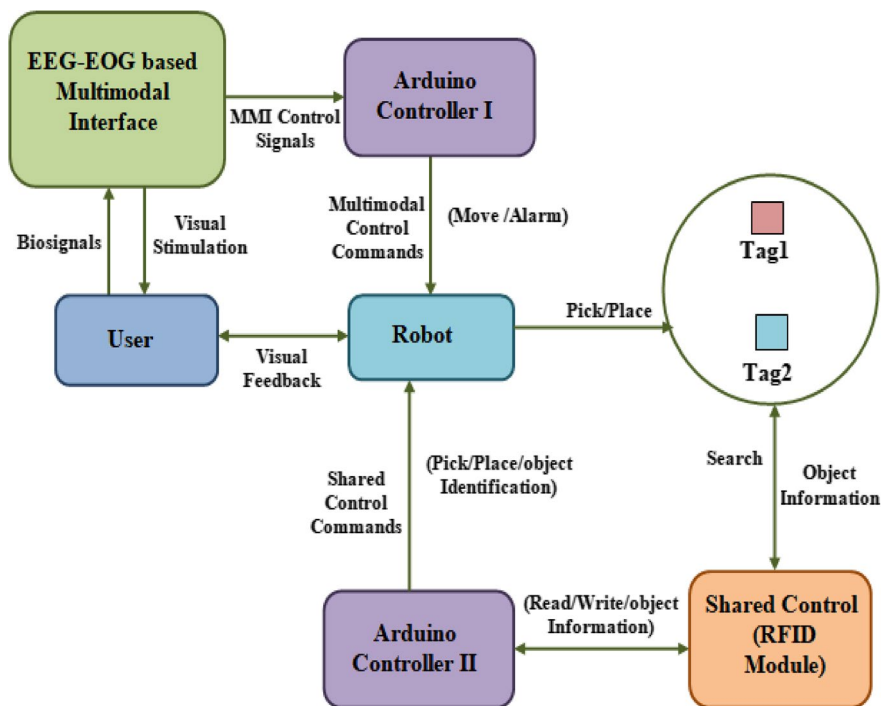 EEG-EOG based
Multimodal
Interface
MMI Control
Signals
Arduino
Controller I
Biosignals
Visual
Stimulation
Multimodal
Control
Commands
(Move /Alarm)
Tag1
Tag2
User
Visual
Feedback
Robot
Pick/Place
Shared
Control
Commands
(Pick/Place/object
Identification)
Search
Object
Information
Arduino
Controller II
(Read/Write/object
Information)
Shared Control
(RFID
Module)